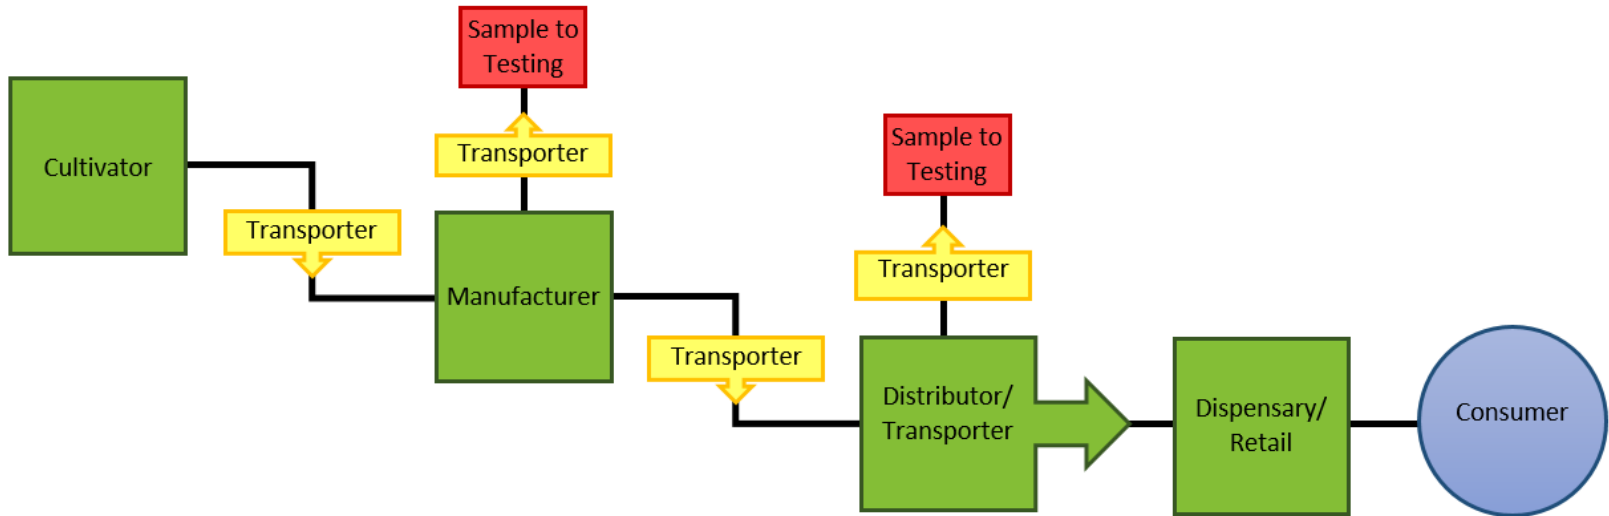 Sample to
Testing
Cultivator
Transporter
Transporter
Manufacturer
Sample to
Testing
Transporter
Transporter
Distributor/
Transporter
Dispensary/
Retail
Consumer